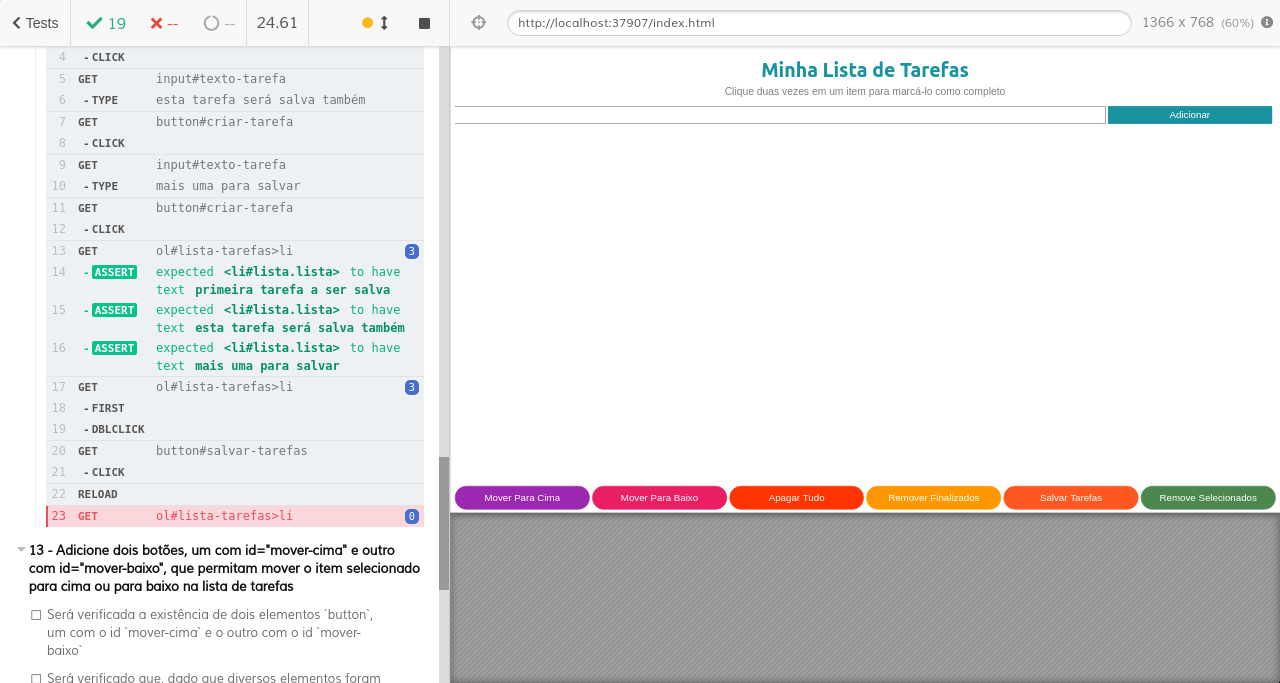 Tests
19
--
--
24.61
http://localhost:37907/index.html
1366 x 768 (60%)
4 - CLICK
5 GET input#texto-tarefa
6 - TYPE esta tarefa será salva também
7 GET button#criar-tarefa
8 - CLICK
9 GET input#texto-tarefa
10 - TYPE mais uma para salvar
11 GET button#criar-tarefa
12 - CLICK
13 GET ol#lista-tarefas>li 3
14 - ASSERT expected <li#lista.lista> to have
text primeira tarefa a ser salva
15 - ASSERT expected <li#lista.lista> to have
text esta tarefa será salva também
16 - ASSERT expected <li#lista.lista> to have
text mais uma para salvar
17 GET ol#lista-tarefas>li 3
18 - FIRST
19 - DBLCLICK
20 GET button#salvar-tarefas
21 - CLICK
22 RELOAD
23 GET ol#lista-tarefas>li 0
13 - Adicione dois botões, um com id="mover-cima" e outro
com id="mover-baixo", que permitam mover o item selecionado
para cima ou para baixo na lista de tarefas
Será verificada a existência de dois elementos `button`,
um com o id `mover-cima` e o outro com o id `mover-
baixo`
Será verificado que, dado que diversos elementos foram
Minha Lista de Tarefas
Clique duas vezes em um item para marcá-lo como completo
Adicionar
Mover Para Cima
Mover Para Baixo
Apagar Tudo
Remover Finalizados
Salvar Tarefas
Remove Selecionados